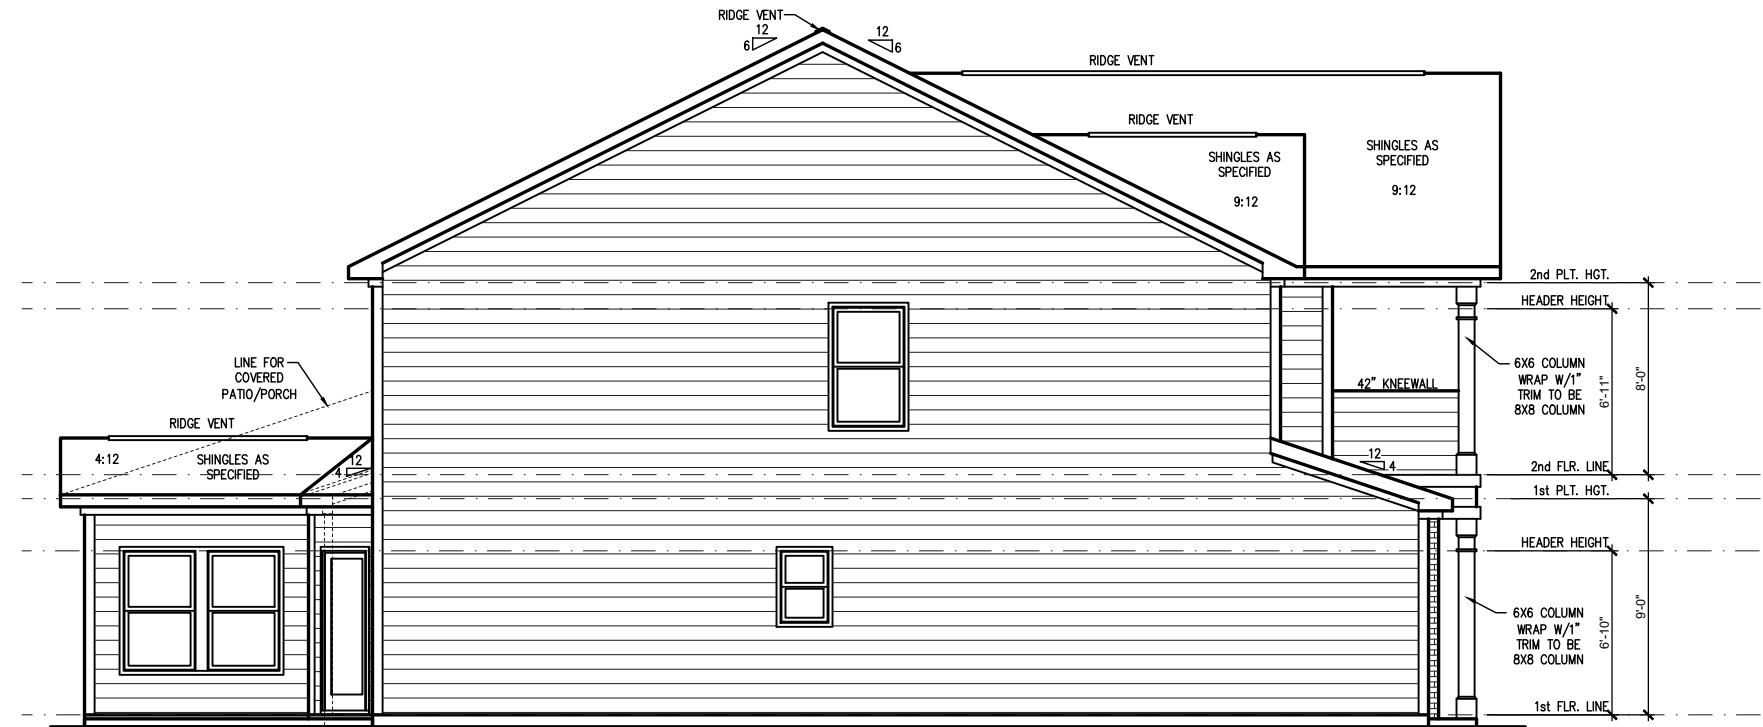 RIDGE VENT
12
6
12
6
RIDGE VENT
RIDGE VENT
SHINGLES AS
SPECIFIED
9:12
SHINGLES AS
SPECIFIED
9:12
2nd PLT. HGT.
HEADER HEIGHT
LINE FOR
COVERED
PATIO/PORCH
6X6 COLUMN
WRAP W/1"
TRIM TO BE
8X8 COLUMN
6'-11"
8'-0"
42" KNEEWALL
RIDGE VENT
4:12
SHINGLES AS
SPECIFIED
12
4
12
4
2nd FLR. LINE
1st PLT. HGT.
HEADER HEIGHT
6X6 COLUMN
WRAP W/1"
TRIM TO BE
8X8 COLUMN
6'-10"
9'-0"
1st FLR. LINE